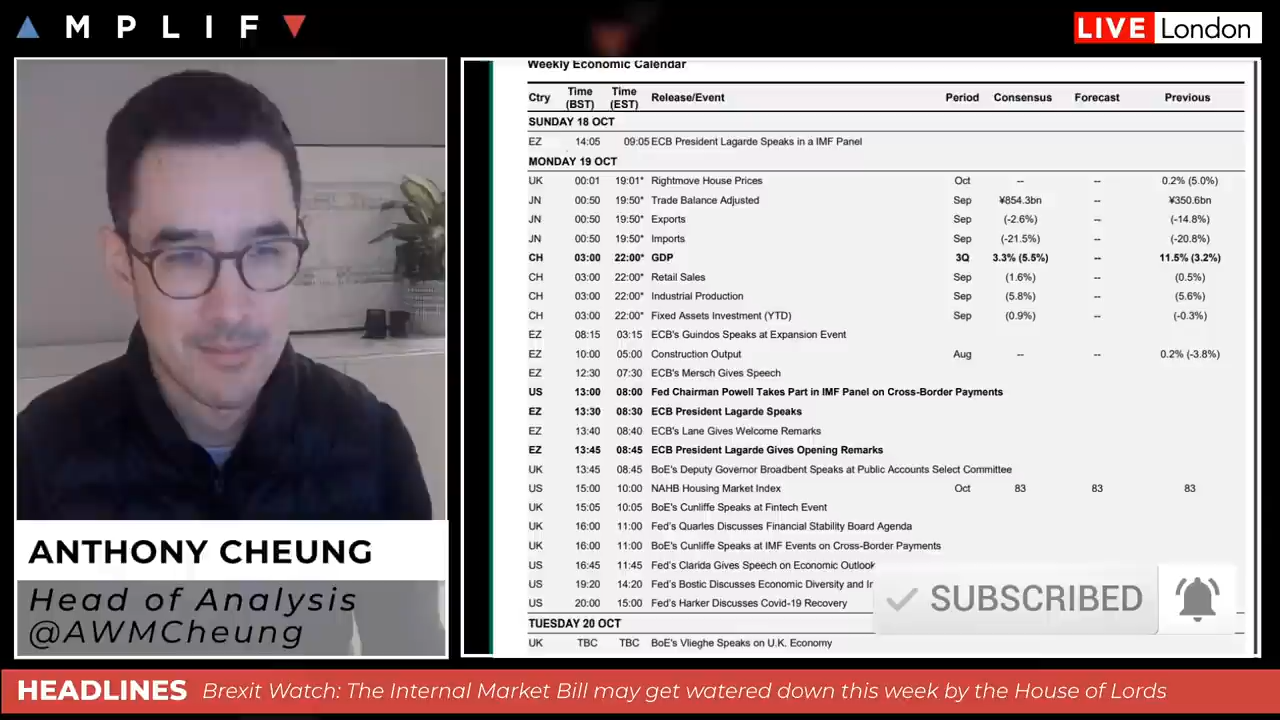 AMPLIFY
LIVE London
Weekly Economic Calendar
Ctry Time (BST) Time (EST) Release/Event Period Consensus Forecast Previous
SUNDAY 18 OCT
EZ 14:05 09:05 ECB President Lagarde Speaks in a IMF Panel
MONDAY 19 OCT
UK 00:01 19:01* Rightmove House Prices Oct -- -- 0.2% (5.0%)
JN 00:50 19:50* Trade Balance Adjusted Sep ¥854.3bn -- ¥350.6bn
JN 00:50 19:50* Exports Sep (-2.6%) -- (-14.8%)
JN 00:50 19:50* Imports Sep (-21.5%) -- (-20.8%)
CH 03:00 22:00* GDP 3Q 3.3% (5.5%) -- 11.5% (3.2%)
CH 03:00 22:00* Retail Sales Sep (1.6%) -- (0.5%)
CH 03:00 22:00* Industrial Production Sep (5.8%) -- (5.6%)
CH 03:00 22:00* Fixed Assets Investment (YTD) Sep (0.9%) -- (-0.3%)
EZ 08:15 03:15 ECB's Guindos Speaks at Expansion Event
EZ 10:00 05:00 Construction Output Aug -- -- 0.2% (-3.8%)
EZ 12:30 07:30 ECB's Mersch Gives Speech
US 13:00 08:00 Fed Chairman Powell Takes Part in IMF Panel on Cross-Border Payments
EZ 13:30 08:30 ECB President Lagarde Speaks
EZ 13:40 08:40 ECB's Lane Gives Welcome Remarks
EZ 13:45 08:45 ECB President Lagarde Gives Opening Remarks
UK 13:45 08:45 BoE's Deputy Governor Broadbent Speaks at Public Accounts Select Committee
US 15:00 10:00 NAHB Housing Market Index Oct 83 83 83
UK 15:05 10:05 BoE's Cunliffe Speaks at Fintech Event
UK 16:00 11:00 Fed's Quarles Discusses Financial Stability Board Agenda
UK 16:00 11:00 BoE's Cunliffe Speaks at IMF Events on Cross-Border Payments
US 16:45 11:45 Fed's Clarida Gives Speech on Economic Outlook
US 19:20 14:20 Fed's Bostic Discusses Economic Diversity and
US 20:00 15:00 Fed's Harker Discusses Covid-19 Recovery
TUESDAY 20 OCT
UK TBC TBC BoE's Vlieghe Speaks on U.K. Economy
SUBSCRIBED
ANTHONY CHEUNG
Head of Analysis
@AWMCheung
HEADLINES Brexit Watch: The Internal Market Bill may get watered down this week by the House of Lords